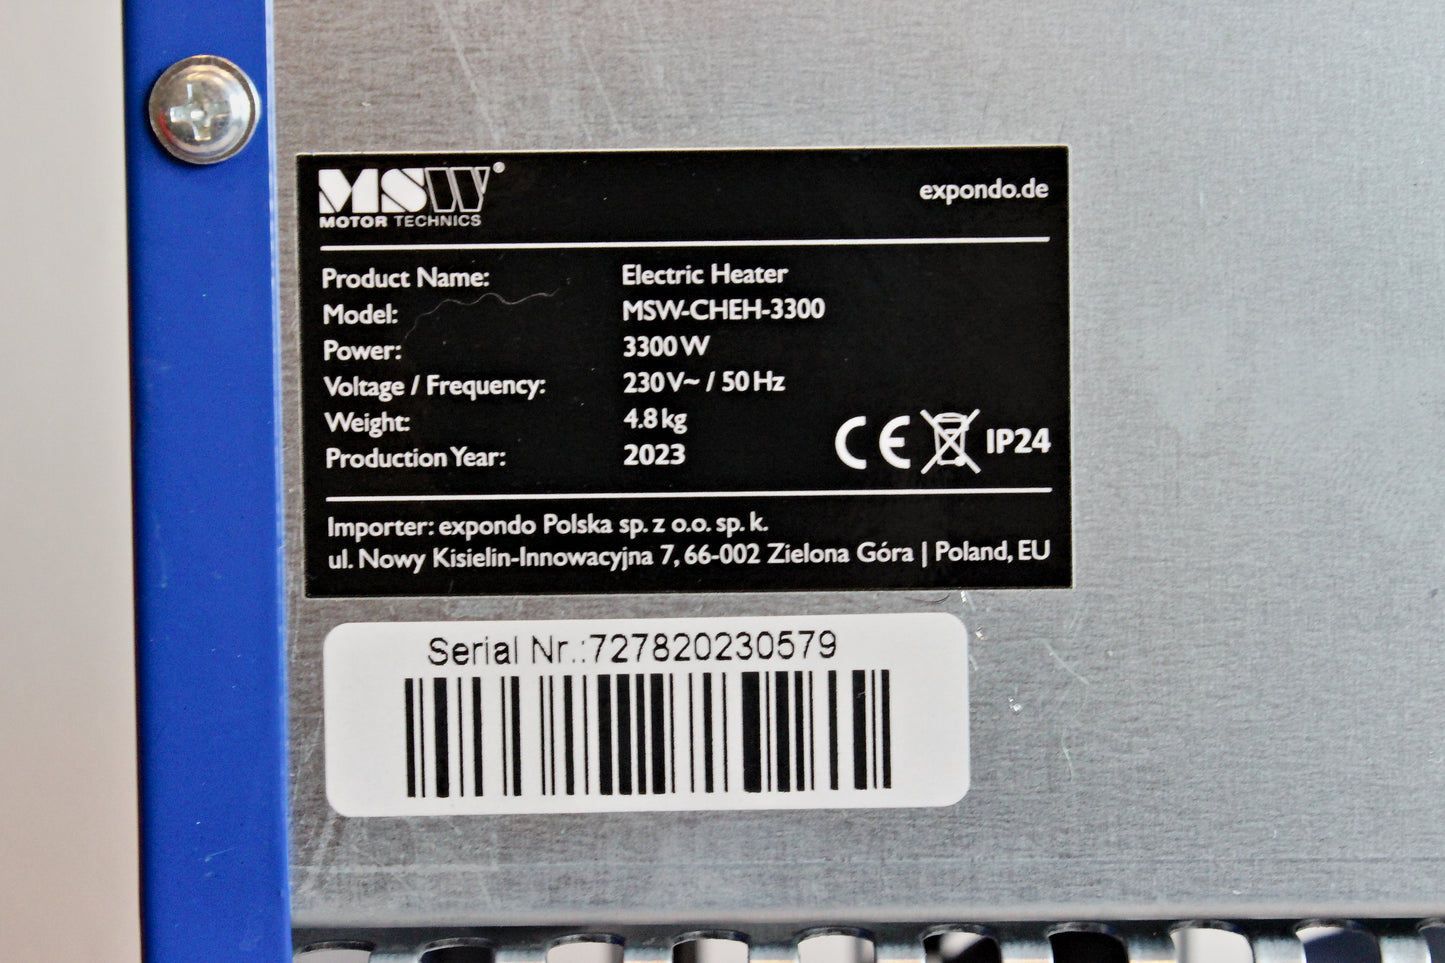 MSW®
MOTOR TECHNICS
expondo.de
Product Name: Electric Heater
Model: MSW-CHEH-3300
Power: 3300 W
Voltage / Frequency: 230 V~ / 50 Hz
Weight: 4.8 kg
Production Year: 2023
CE IP24
Importer: expondo Polska sp. z o.o. sp. k.
ul. Nowy Kisielin-Innowacyjna 7, 66-002 Zielona Góra | Poland, EU
Serial Nr.:727820230579